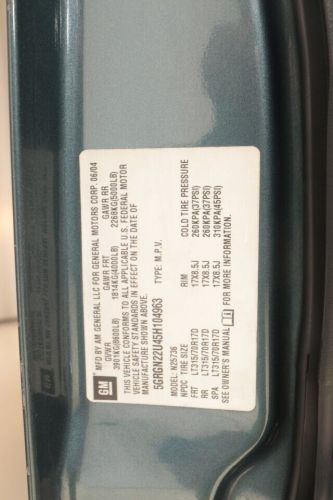 GM MFD BY AM GENERAL LLC FOR GENERAL MOTORS CORP. 06/04
GVWR GAWR FRT GAWR RR
3901KG(8600LB) 1814KG(4000LB) 2268KG(5000LB)
THIS VEHICLE CONFORMS TO ALL APPLICABLE U.S. FEDERAL MOTOR
VEHICLE SAFETY STANDARDS IN EFFECT ON THE DATE OF
MANUFACTURE SHOWN ABOVE.
5GRGN22U45H104963 TYPE: M.P.V.
MODEL: N25736
NPDC TIRE SIZE RIM COLD TIRE PRESSURE
FRT LT315/70R17D 17X8.5J 260KPA(37PSI)
RR LT315/70R17D 17X8.5J 260KPA(37PSI)
SPA LT315/70R17D 17X8.5J 310KPA(45PSI)
SEE OWNER'S MANUAL FOR MORE INFORMATION.